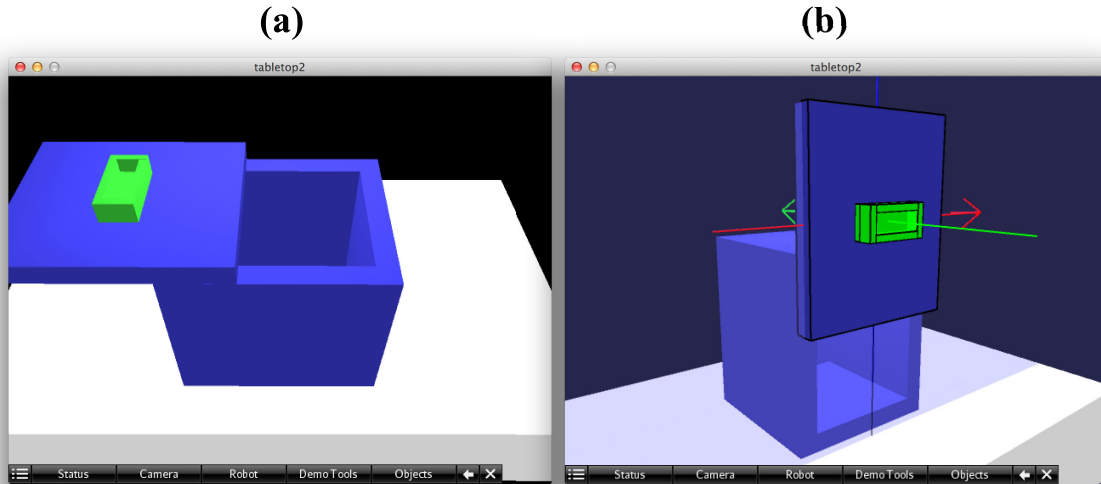 (a)
(b)
tabletop2
tabletop2
Status Camera Robot Demo Tools Objects
Status Camera Robot Demo Tools Objects